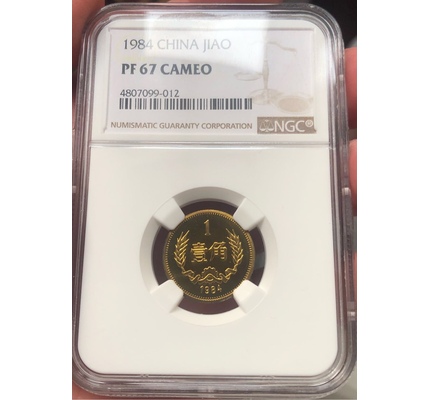 1984 CHINA JIAO
PF 67 CAMEO
4807099-012
NUMISMATIC GUARANTY CORPORATION NGC®
1
壹角
1984